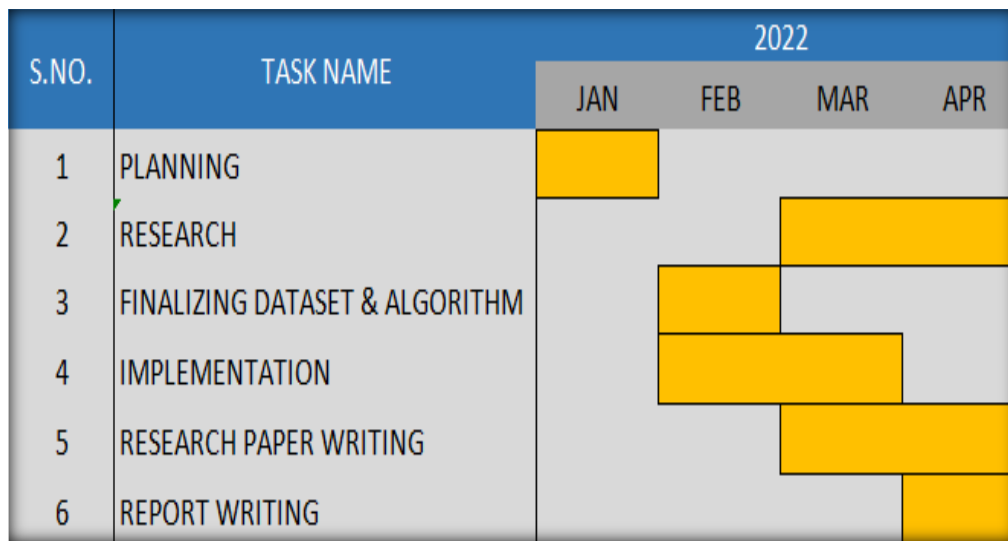 S.NO. TASK NAME 2022
JAN FEB MAR APR
1 PLANNING
2 RESEARCH
3 FINALIZING DATASET & ALGORITHM
4 IMPLEMENTATION
5 RESEARCH PAPER WRITING
6 REPORT WRITING